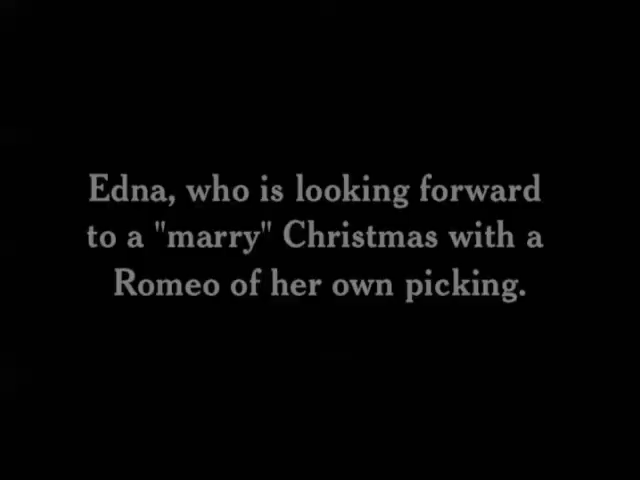 Edna, who is looking forward
to a "marry" Christmas with a
Romeo of her own picking.